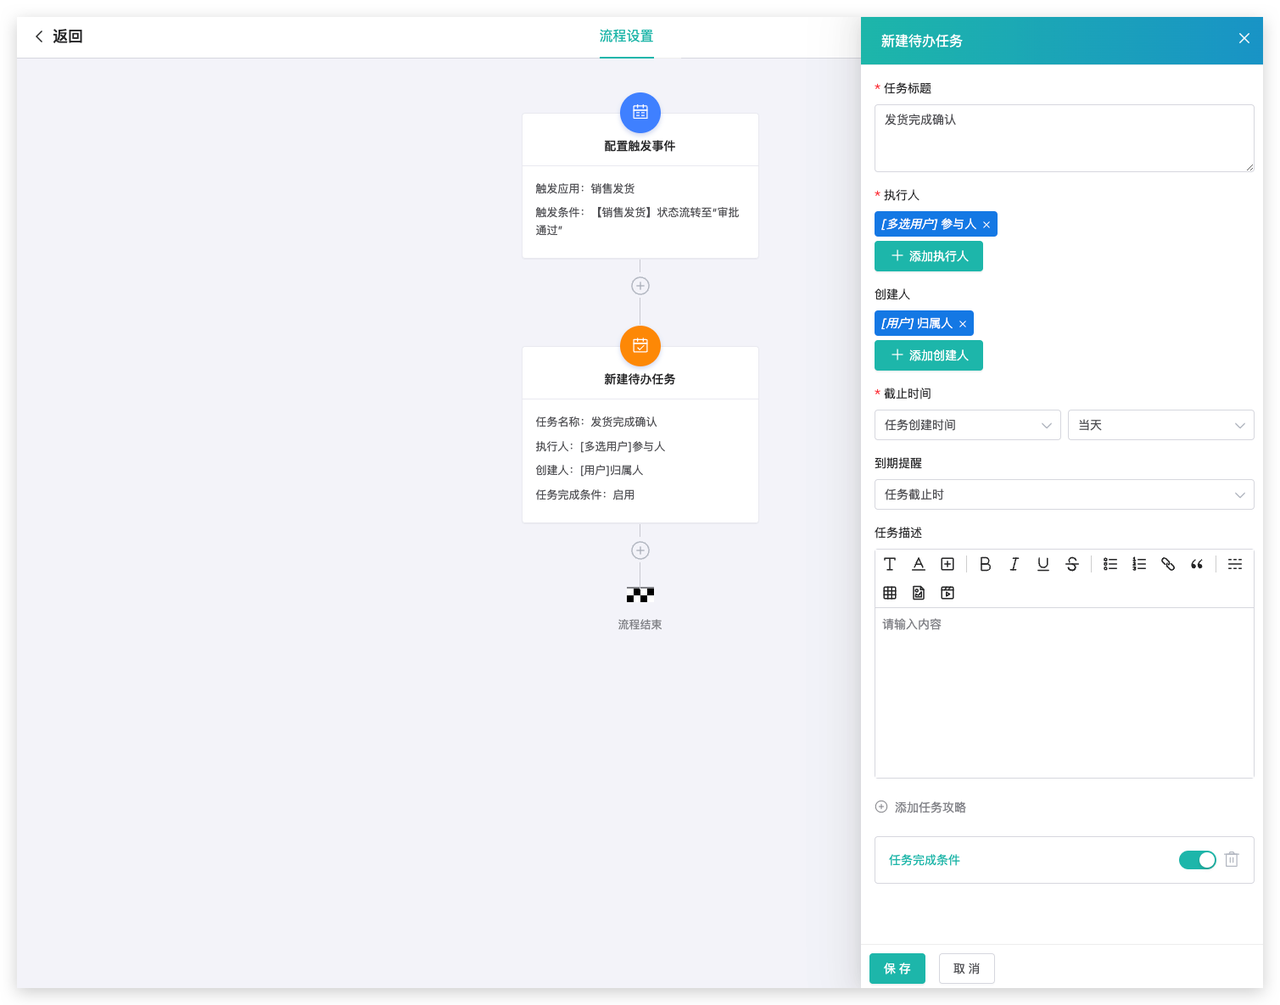 返回
流程设置
配置触发事件
触发应用：销售发货
触发条件：【销售发货】状态流转至"审批
通过"
新建待办任务
任务名称：发货完成确认
执行人：[多选用户]参与人
创建人：[用户]归属人
任务完成条件：启用
流程结束
新建待办任务
* 任务标题
发货完成确认
* 执行人
[多选用户] 参与人 ×
+ 添加执行人
创建人
[用户] 归属人 ×
+ 添加创建人
* 截止时间
任务创建时间 当天
到期提醒
任务截止时
任务描述
请输入内容
添加任务攻略
任务完成条件
保 存 取 消